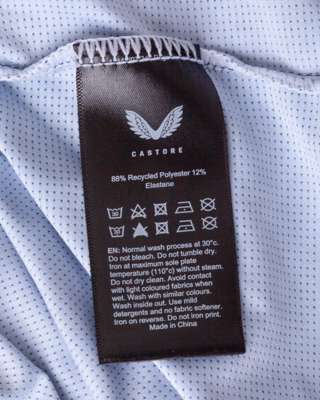 CASTORE
88% Recycled Polyester 12%
Elastane
EN: Normal wash process at 30°c.
Do not bleach. Do not tumble dry.
Iron at maximum sole plate
temperature (110°c) without steam.
Do not dry clean. Avoid contact
with light coloured fabrics when
wet. Wash with similar colours.
Wash inside out. Use mild
detergents and no fabric softener.
Iron on reverse. Do not iron motif.
Made in China